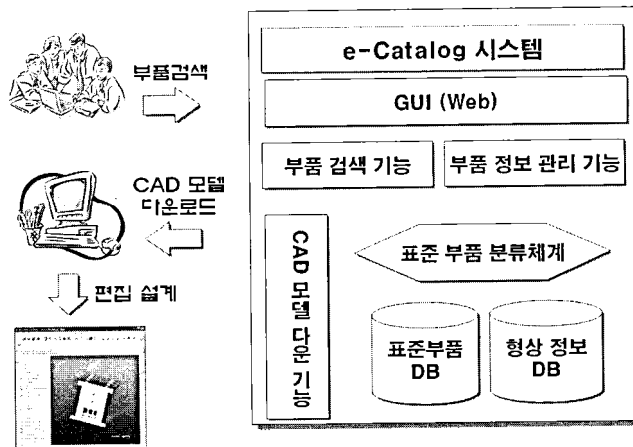 부품검색
CAD 모델
다운로드
편집 설계
e-Catalog 시스템
GUI (Web)
부품 검색 기능
부품 정보 관리 기능
CAD 모델 다운 기능
표준 부품 분류체계
표준부품
DB
형상 정보
DB